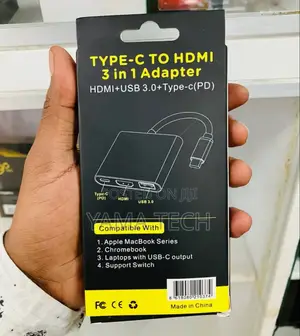 TYPE-C TO HDMI
3 in 1 Adapter
HDMI+USB 3.0+Type-c(PD)
Type-C
(PD)
HDMI
USB 3.0
YAMA TECH
Compatible With
1. Apple MacBook Series
2. Chromebook
3. Laptops with USB-C output
4. Support Switch
FC CE
Made in China